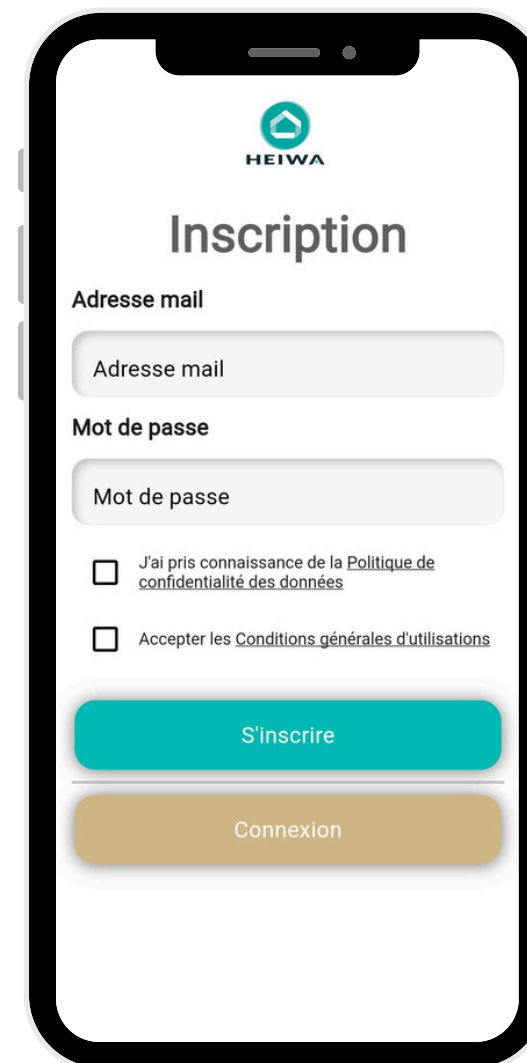 HEIWA
Inscription
Adresse mail
Adresse mail
Mot de passe
Mot de passe
J'ai pris connaissance de la Politique de
confidentialité des données
Accepter les Conditions générales d'utilisations
S'inscrire
Connexion